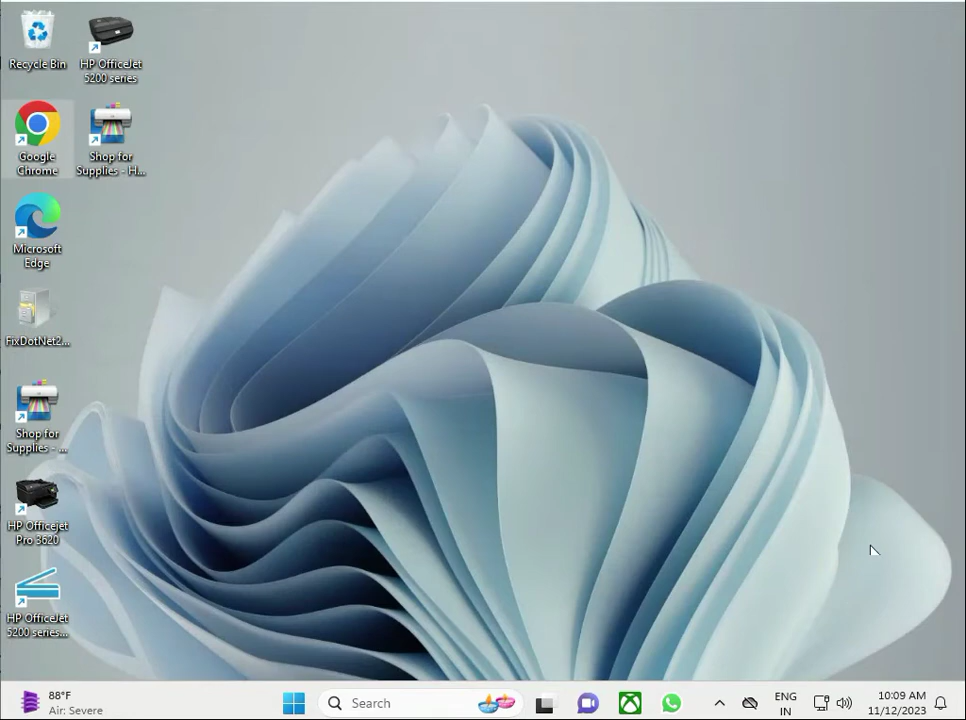 Recycle Bin
HP OfficeJet
5200 series
Google
Chrome
Shop for
Supplies - H...
Microsoft
Edge
FixDotNet2...
Shop for
Supplies - ...
HP Officejet
Pro 3620
HP OfficeJet
5200 series...
88°F
Air: Severe
Search
ENG
IN
10:09 AM
11/12/2023